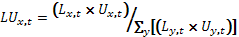 LU_{x,t} = (L_{x,t} × U_{x,t}) / Σ_y[(L_{y,t} × U_{y,t})]